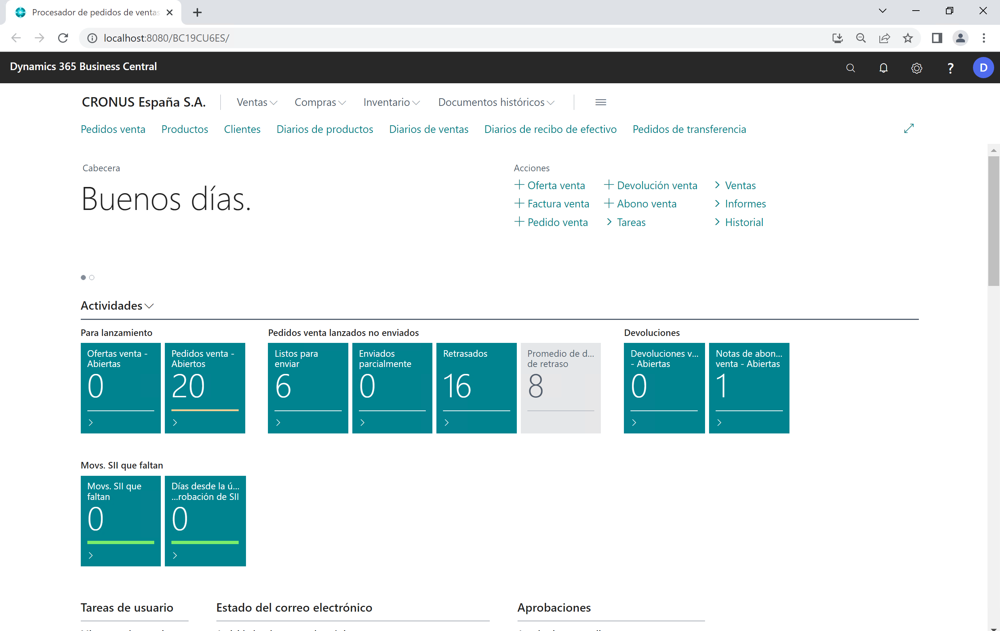 Procesador de pedidos de ventas
localhost:8080/BC19CU6ES/
Dynamics 365 Business Central
D
CRONUS España S.A. Ventas Compras Inventario Documentos históricos
Pedidos venta Productos Clientes Diarios de productos Diarios de ventas Diarios de recibo de efectivo Pedidos de transferencia
Cabecera
Buenos días.
Acciones
Oferta venta Devolución venta Ventas
Factura venta Abono venta Informes
Pedido venta Tareas Historial
Actividades
Para lanzamiento
Ofertas venta -
Abiertas
0
Pedidos venta -
Abiertos
20
Pedidos venta lanzados no enviados
Listos para
enviar
6
Enviados
parcialmente
0
Retrasados
16
Promedio de d...
de retraso
8
Devoluciones
Devoluciones v...
- Abiertas
0
Notas de abon...
venta - Abiertas
1
Movs. SII que faltan
Movs. SII que
faltan
0
Días desde la ú...
...robación de SII
0
Tareas de usuario
Estado del correo electrónico
Aprobaciones